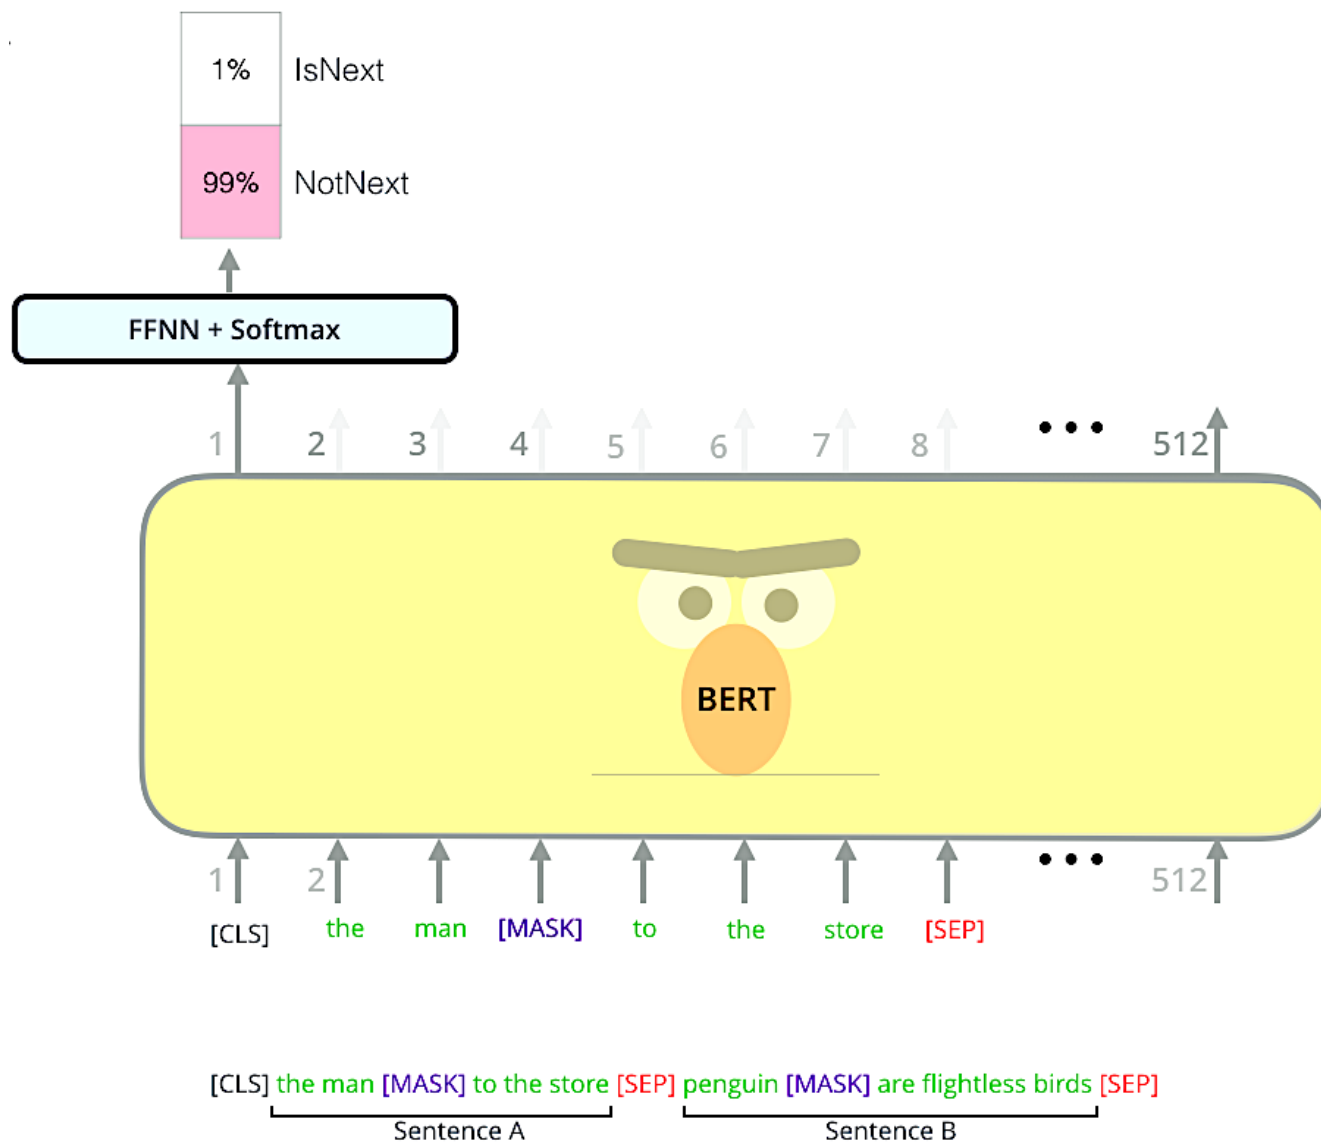 1% IsNext
99% NotNext
FFNN + Softmax
1 2 3 4 5 6 7 8 ••• 512
BERT
1 2 ••• 512
[CLS] the man [MASK] to the store [SEP]
[CLS] the man [MASK] to the store [SEP] penguin [MASK] are flightless birds [SEP]
Sentence A Sentence B